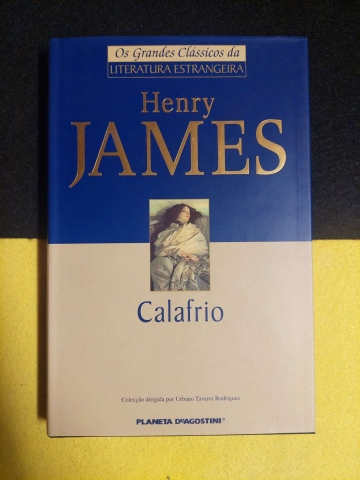 Os Grandes Clássicos da
LITERATURA ESTRANGEIRA
Henry
JAMES
Calafrio
Colecção dirigida por Urbano Tavares Rodrigues
PLANETA DeAGOSTINI®